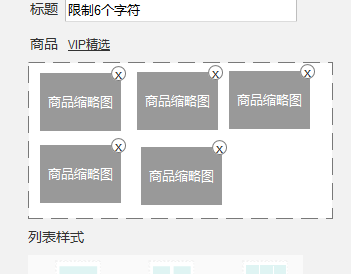 标题 限制6个字符
商品 VIP精选
x x x
商品缩略图 商品缩略图 商品缩略图
x x
商品缩略图 商品缩略图
列表样式